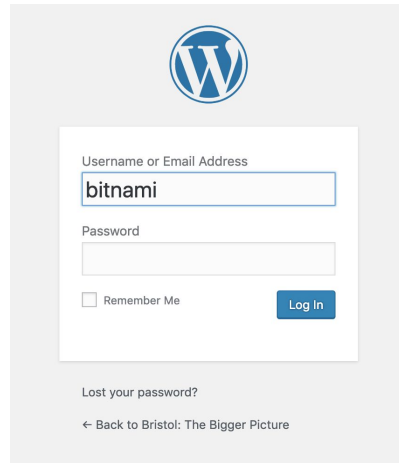 Username or Email Address
bitnami
Password
Remember Me
Log In
Lost your password?
← Back to Bristol: The Bigger Picture